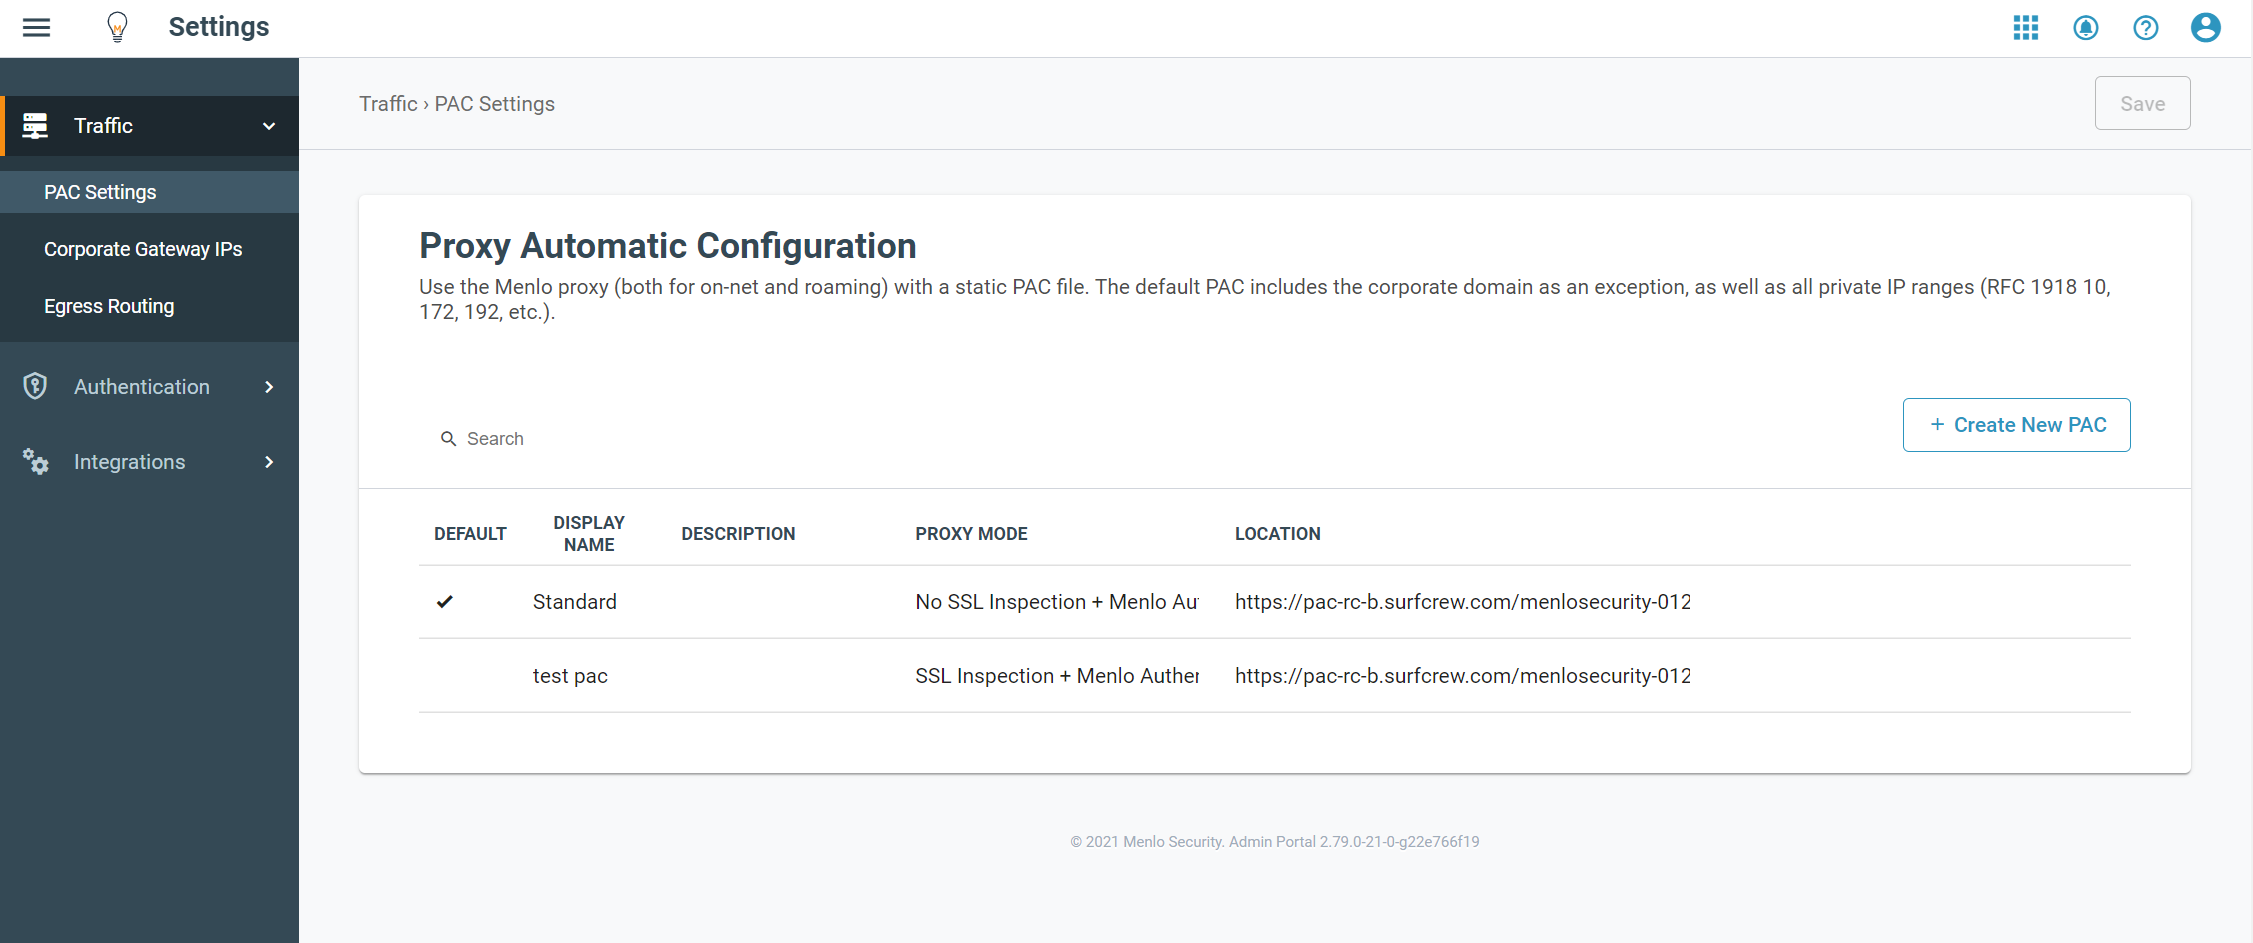 Settings
Traffic
PAC Settings
Corporate Gateway IPs
Egress Routing
Authentication
Integrations
Traffic › PAC Settings
Save
Proxy Automatic Configuration
Use the Menlo proxy (both for on-net and roaming) with a static PAC file. The default PAC includes the corporate domain as an exception, as well as all private IP ranges (RFC 1918 10,
172, 192, etc.).
Search
+ Create New PAC
DEFAULT DISPLAY NAME DESCRIPTION PROXY MODE LOCATION
Standard No SSL Inspection + Menlo Au https://pac-rc-b.surfcrew.com/menlosecurity-012
test pac SSL Inspection + Menlo Auther https://pac-rc-b.surfcrew.com/menlosecurity-012
© 2021 Menlo Security. Admin Portal 2.79.0-21-0-g22e766f19